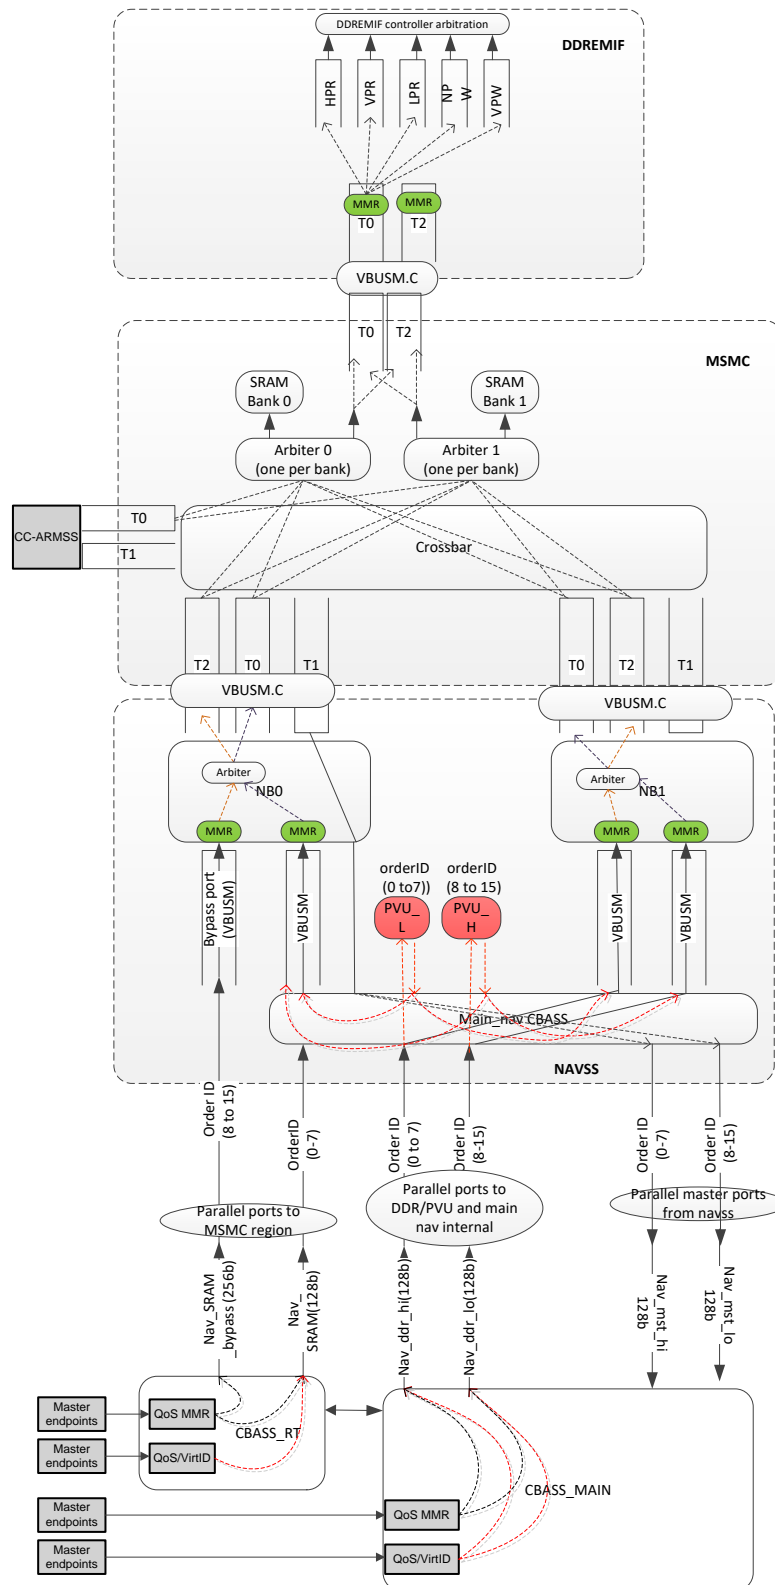 DDREMIF controller arbitration
DDREMIF
HPR
VPR
LPR
NP
W
VPW
MMR
MMR
T0
T2
VBUSM.C
T0
T2
MSMC
SRAM
Bank 0
SRAM
Bank 1
Arbiter 0
(one per bank)
Arbiter 1
(one per bank)
CC-ARMSS
T0
T1
Crossbar
T2
T0
T1
T0
T2
T1
VBUSM.C
VBUSM.C
Arbiter
NB0
Arbiter
NB1
MMR
MMR
MMR
MMR
Bypass port
(VBUSM)
VBUSM
orderID
(0 to7))
orderID
(8 to 15)
PVU_
L
PVU_
H
VBUSM
VBUSM
Main_nav CBASS
NAVSS
Order ID
(8 to 15)
OrderID
(0-7)
Order ID
(0 to 7)
Order ID
(8-15)
Order ID
(0-7)
Order ID
(8-15)
Parallel ports to
MSMC region
Parallel ports to
DDR/PVU and main
nav internal
Parallel master ports
from navss
Nav_SRAM
_bypass (256b)
Nav_
SRAM(128b)
Nav_ddr_hi(128b)
Nav_ddr_lo(128b)
Nav_mst_hi
128b
Nav_mst_lo
128b
Master
endpoints
QoS MMR
CBASS_RT
Master
endpoints
QoS/VirtID
CBASS_MAIN
Master
endpoints
QoS MMR
Master
endpoints
QoS/VirtID